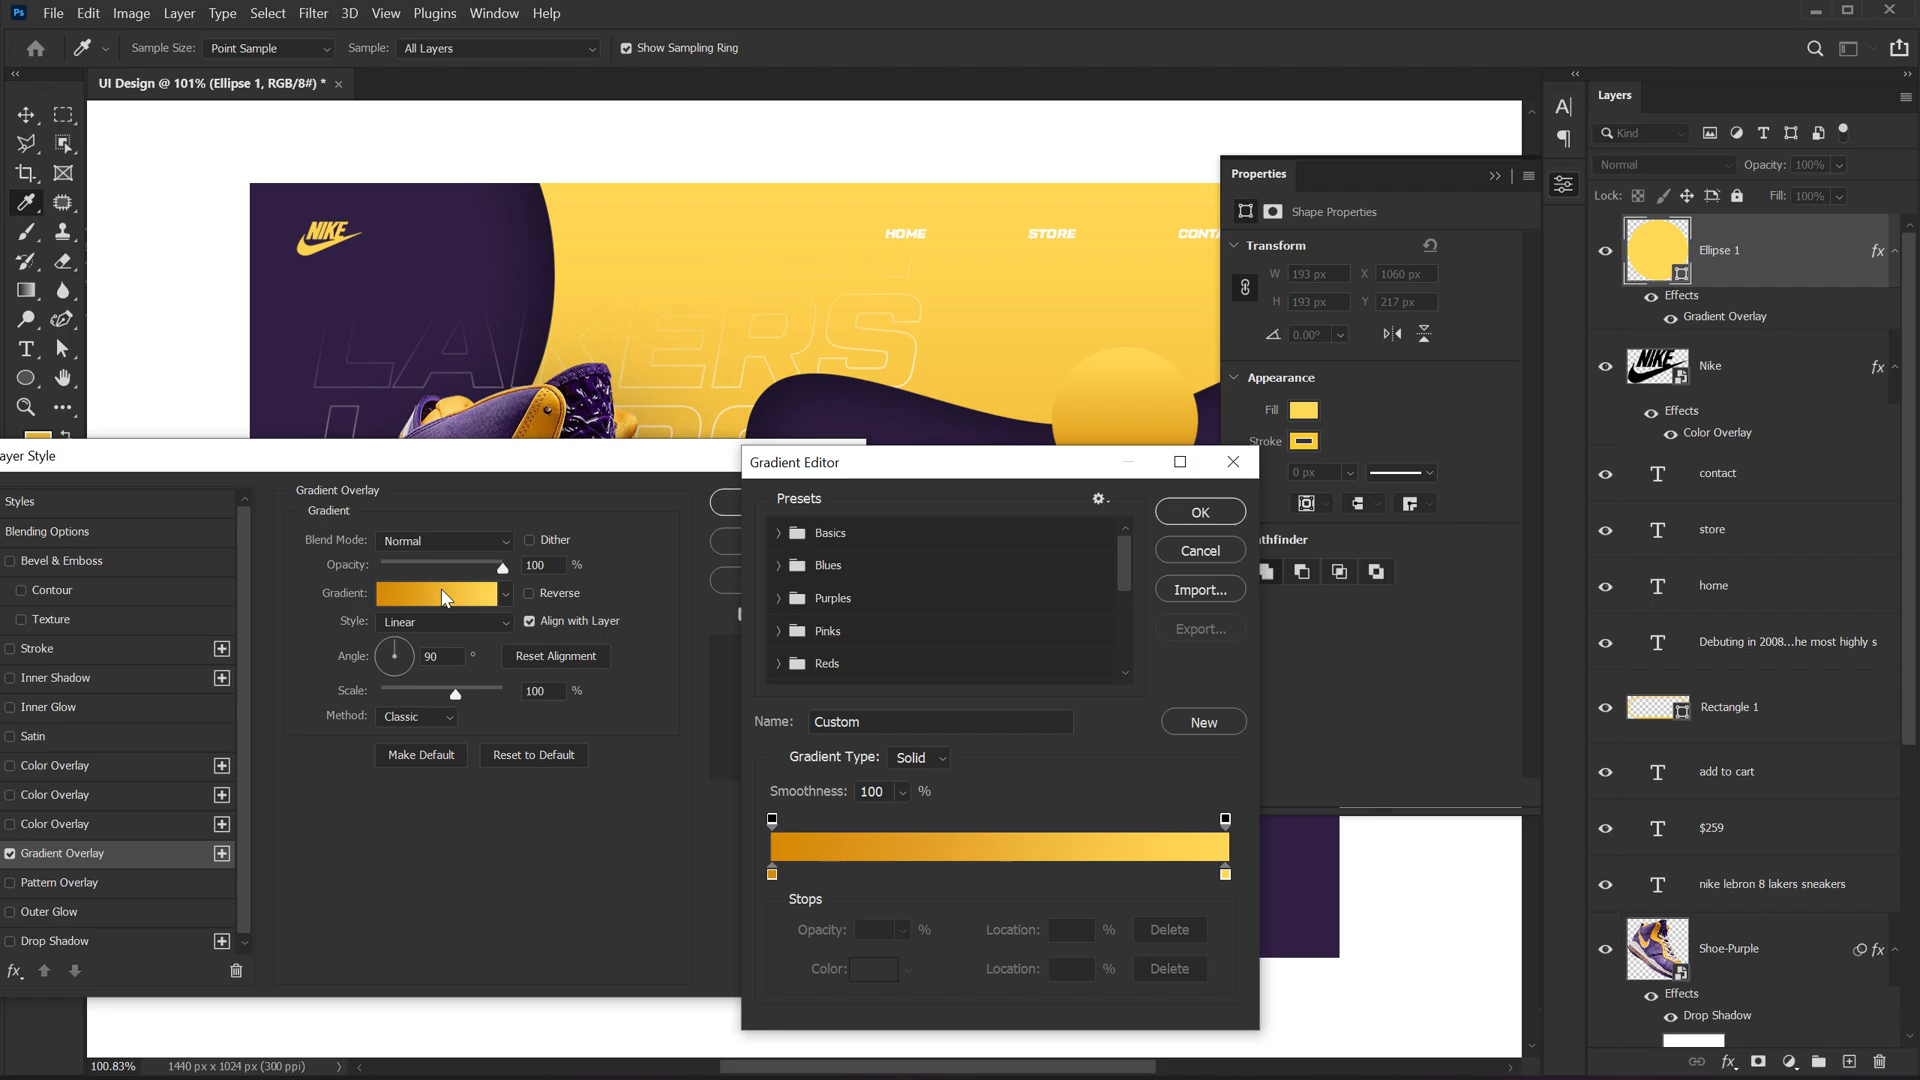 Ps File Edit Image Layer Type Select Filter 3D View Plugins Window Help
Sample Size: Point Sample Sample: All Layers Show Sampling Ring
UI Design @ 101% (Ellipse 1, RGB/8#) * ×
NIKE
HOME STORE CONTA
LAKERS
Properties
Shape Properties
Transform
W 193 px X 1060 px
H 193 px Y 217 px
0.00°
Appearance
Fill
Stroke
0 px
thfinder
Layers
Kind
Normal Opacity: 100%
Lock: Fill: 100%
Ellipse 1 fx
Effects
Gradient Overlay
NIKE
Nike fx
Effects
Color Overlay
T contact
T store
T home
T Debuting in 2008...he most highly s
Rectangle 1
T add to cart
T $259
T nike lebron 8 lakers sneakers
Shoe-Purple fx
Effects
Drop Shadow
ayer Style
Styles
Blending Options
Bevel & Emboss
Contour
Texture
Stroke
Inner Shadow
Inner Glow
Satin
Color Overlay
Color Overlay
Color Overlay
Gradient Overlay
Pattern Overlay
Outer Glow
Drop Shadow
fx
Gradient Overlay
Gradient
Blend Mode: Normal Dither
Opacity: 100 %
Gradient: Reverse
Style: Linear Align with Layer
Angle: 90 ° Reset Alignment
Scale: 100 %
Method: Classic
Make Default Reset to Default
Gradient Editor
Presets
Basics
Blues
Purples
Pinks
Reds
OK
Cancel
Import...
Export...
Name: Custom New
Gradient Type: Solid
Smoothness: 100 %
Stops
Opacity: % Location: % Delete
Color: Location: % Delete
100.83% 1440 px x 1024 px (300 ppi)